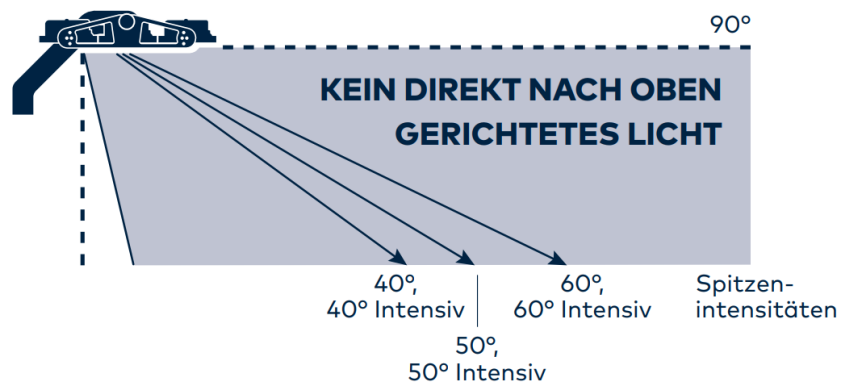 90°
KEIN DIREKT NACH OBEN
GERICHTETES LICHT
40°,
40° Intensiv
60°,
60° Intensiv
Spitzen-
intensitäten
50°,
50° Intensiv